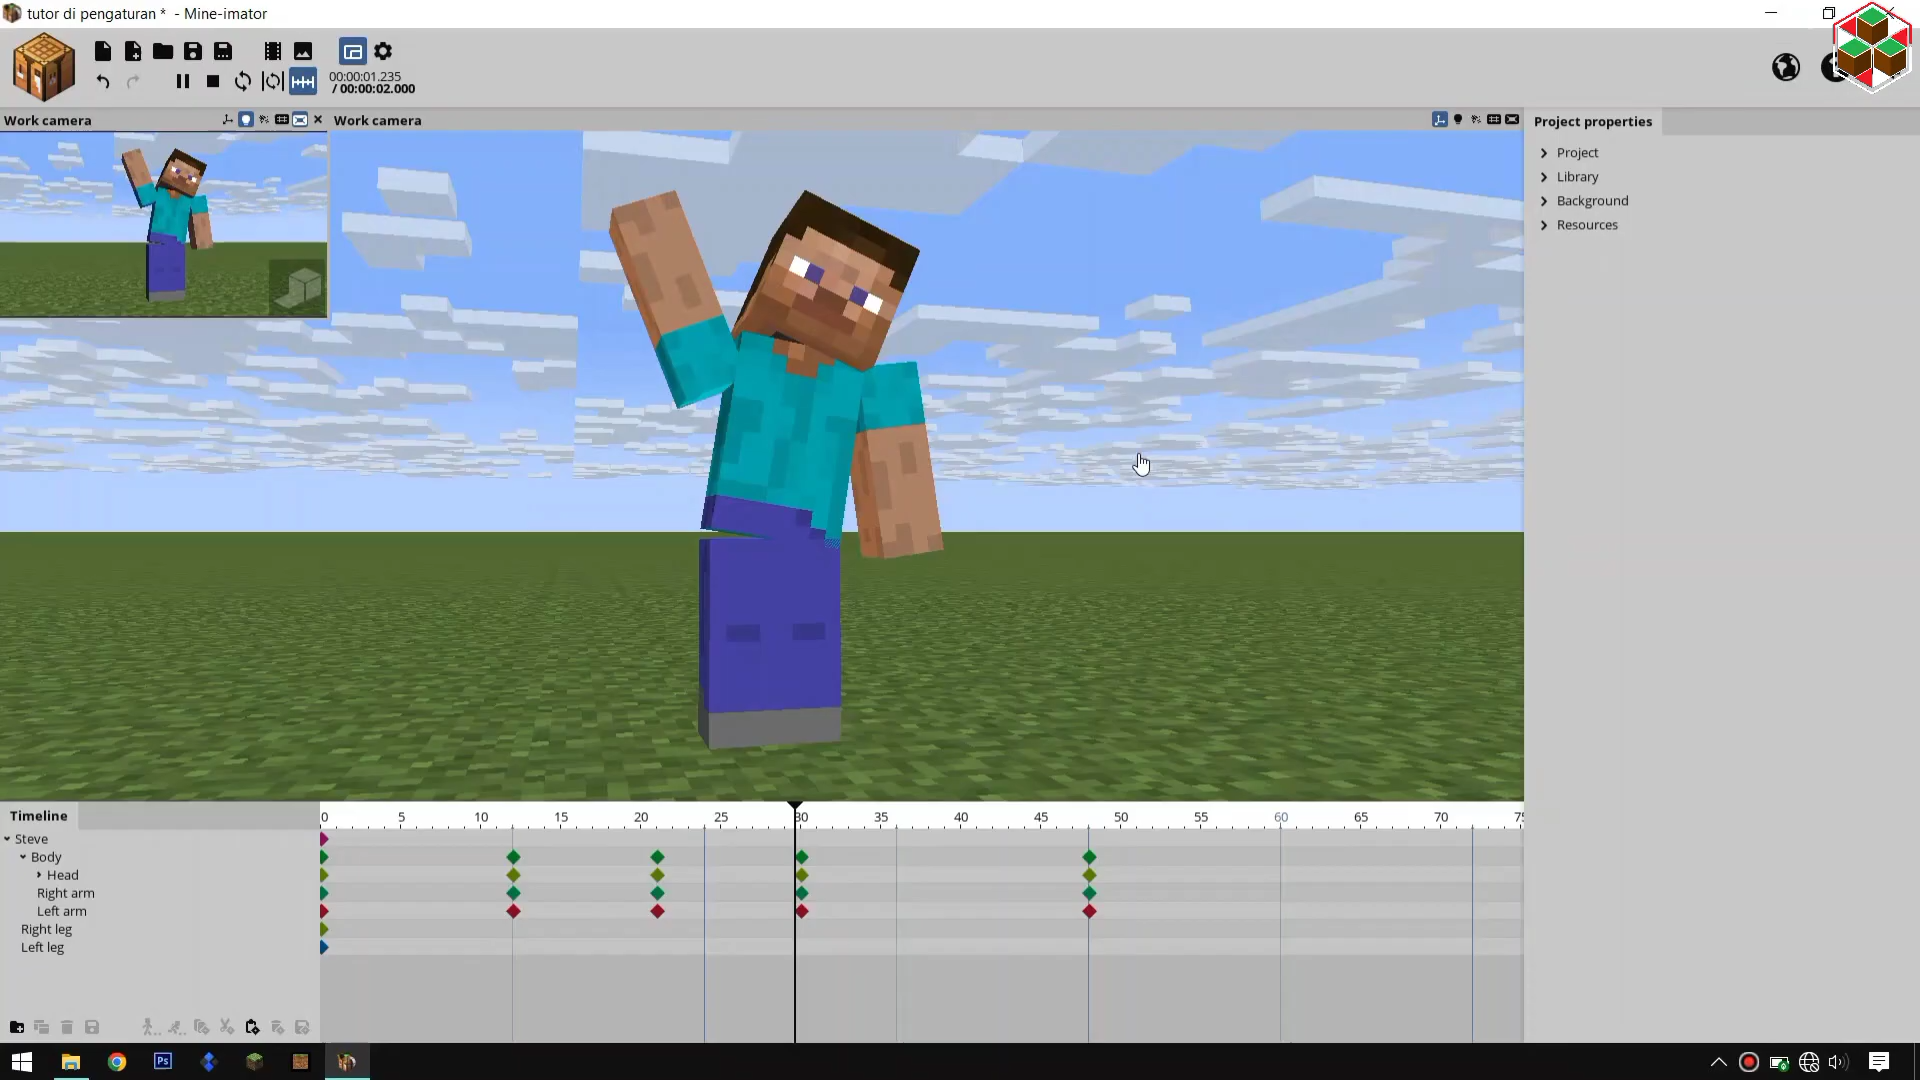 tutor di pengaturan * - Mine-imator
00:00:01.235
/ 00:00:02.000
Work camera
Work camera
Project properties
Project
Library
Background
Resources
Timeline
0 5 10 15 20 25 30 35 40 45 50 55 60 65 70 75
Steve
Body
Head
Right arm
Left arm
Right leg
Left leg
Ps